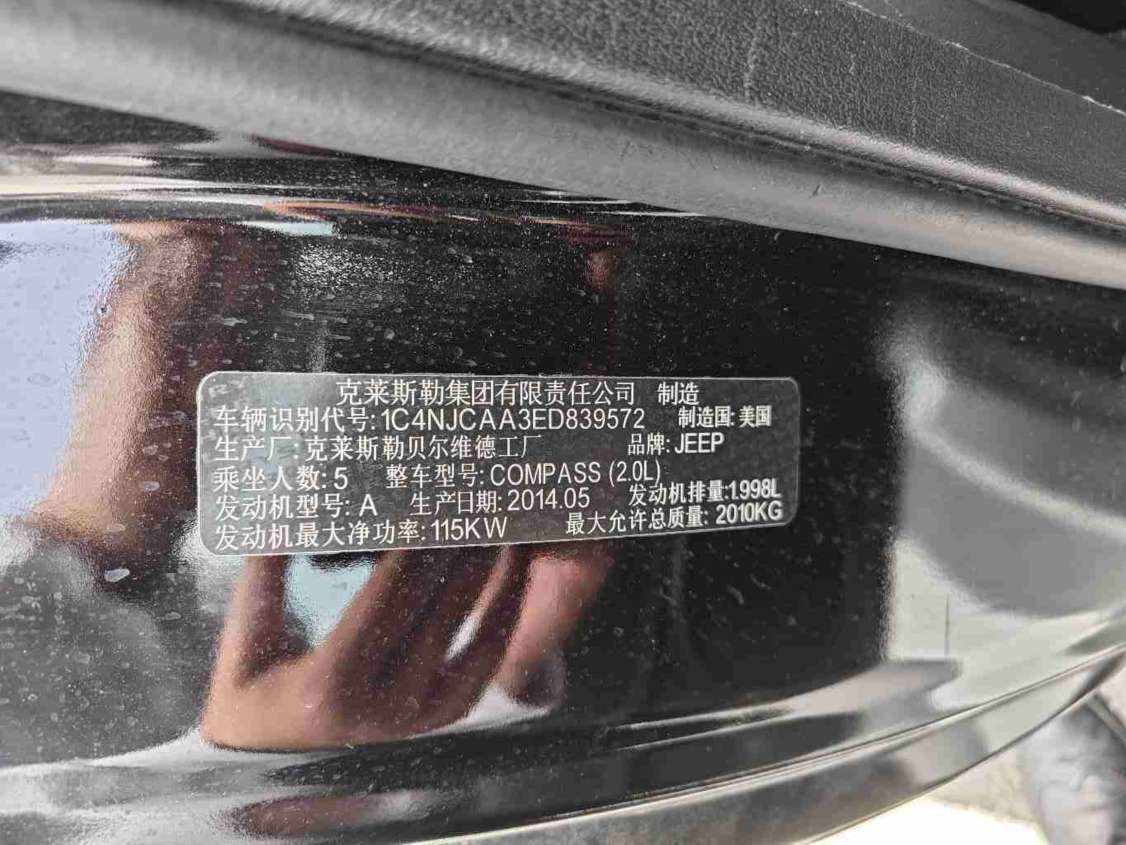 克莱斯勒集团有限责任公司 制造
车辆识别代号: 1C4NJCAA3ED839572 制造国: 美国
生产厂: 克莱斯勒贝尔维德工厂 品牌: JEEP
乘坐人数: 5 整车型号: COMPASS (2.0L)
发动机型号: A 生产日期: 2014.05 发动机排量:1.998L
发动机最大净功率: 115KW 最大允许总质量: 2010KG